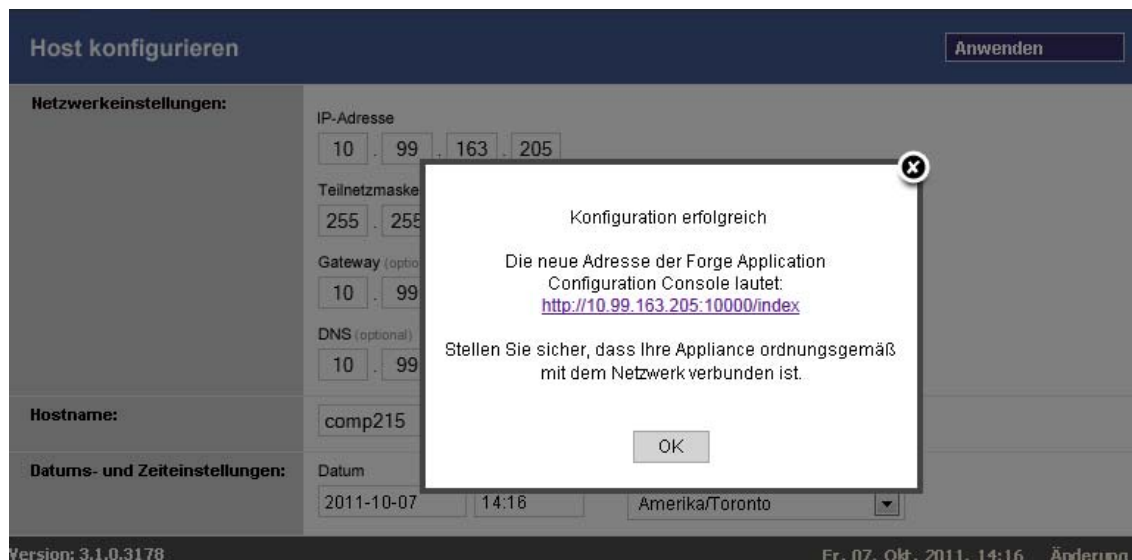 Host konfigurieren
Anwenden
Netzwerkeinstellungen:
IP-Adresse
10 . 99 . 163 . 205
Teilnetzmaske
255 . 255
Gateway (optio
10 . 99
DNS (optional)
10 . 99
Hostname:
comp215
Datums- und Zeiteinstellungen:
Datum
2011-10-07 14:16 Amerika/Toronto
Konfiguration erfolgreich
Die neue Adresse der Forge Application
Configuration Console lautet:
http://10.99.163.205:10000/index
Stellen Sie sicher, dass Ihre Appliance ordnungsgemäß
mit dem Netzwerk verbunden ist.
OK
Version: 3.1.0.3178
Fr, 07. Okt. 2011, 14:16 Änderung